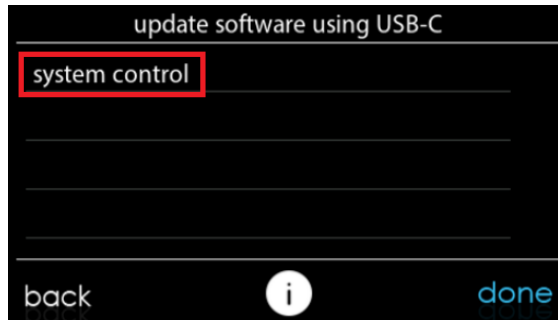 update software using USB-C
system control
back i done